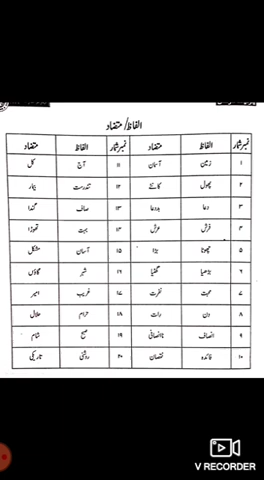 الفاظ/متضاد
نمبر شمار الفاظ متضاد نمبر شمار الفاظ متضاد
۱ زمین آسمان ۱۱ آج کل
۲ پھول کانٹے ۱۲ تندرست بیمار
۳ دعا بددعا ۱۳ صاف گندا
۴ فرش عرش ۱۴ بہت تھوڑا
۵ چھوٹا بڑا ۱۵ آسان مشکل
۶ بڑھیا گھٹیا ۱۶ شہر گاؤں
۷ محبت نفرت ۱۷ غریب امیر
۸ دن رات ۱۸ حرام حلال
۹ انصاف ناانصافی ۱۹ صبح شام
۱۰ فائدہ نقصان ۲۰ روشنی تاریکی
V RECORDER